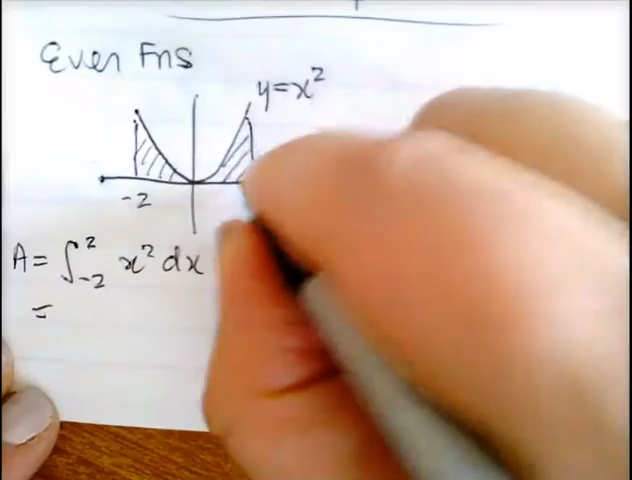 Even Fns
y=x²
-2
A = ∫₋₂² x² dx
=